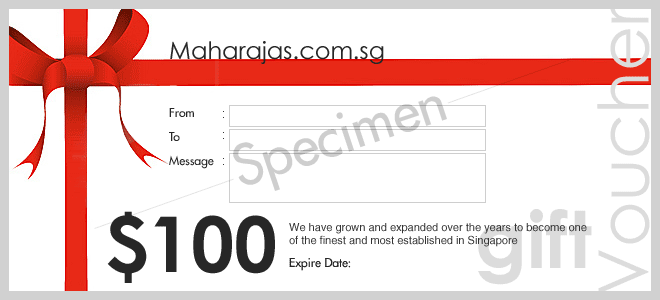 Maharajas.com.sg
Voucher
From :
To :
Message :
Specimen
$100
We have grown and expanded over the years to become one
of the finest and most established in Singapore
gift
Expire Date: